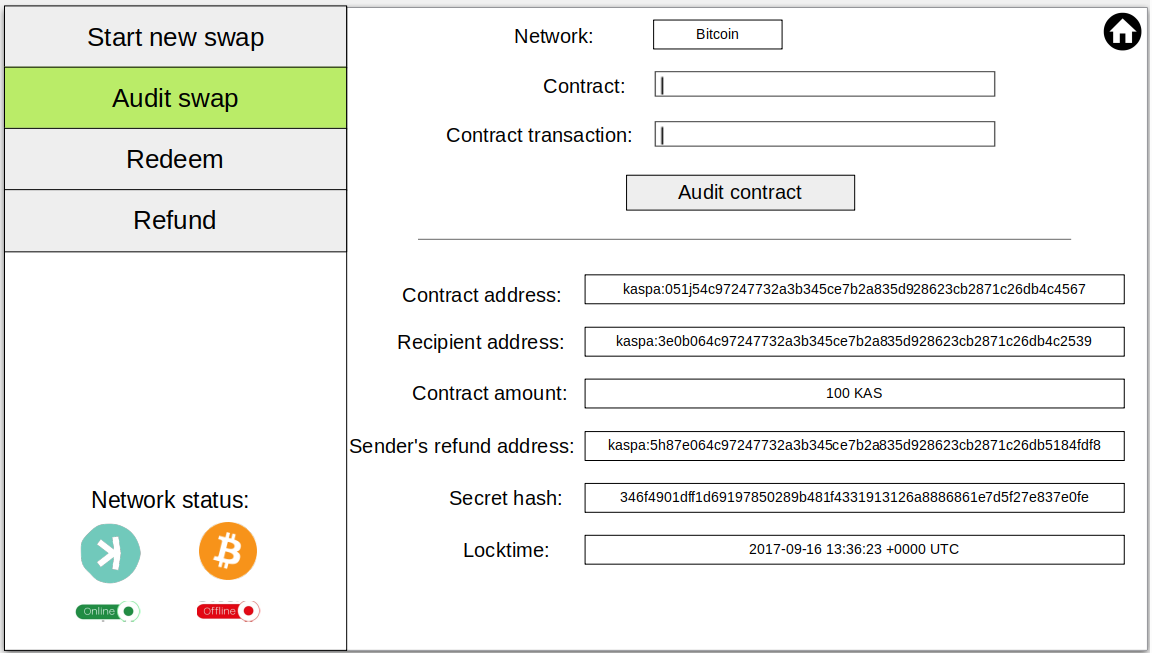 Start new swap
Audit swap
Redeem
Refund
Network status:
Online
Offline
Network: Bitcoin
Contract:
Contract transaction:
Audit contract
Contract address: kaspa:051j54c97247732a3b345ce7b2a835d928623cb2871c26db4c4567
Recipient address: kaspa:3e0b064c97247732a3b345ce7b2a835d928623cb2871c26db4c2539
Contract amount: 100 KAS
Sender's refund address: kaspa:5h87e064c97247732a3b345ce7b2a835d928623cb2871c26db5184fdf8
Secret hash: 346f4901dff1d69197850289b481f4331913126a8886861e7d5f27e837e0fe
Locktime: 2017-09-16 13:36:23 +0000 UTC